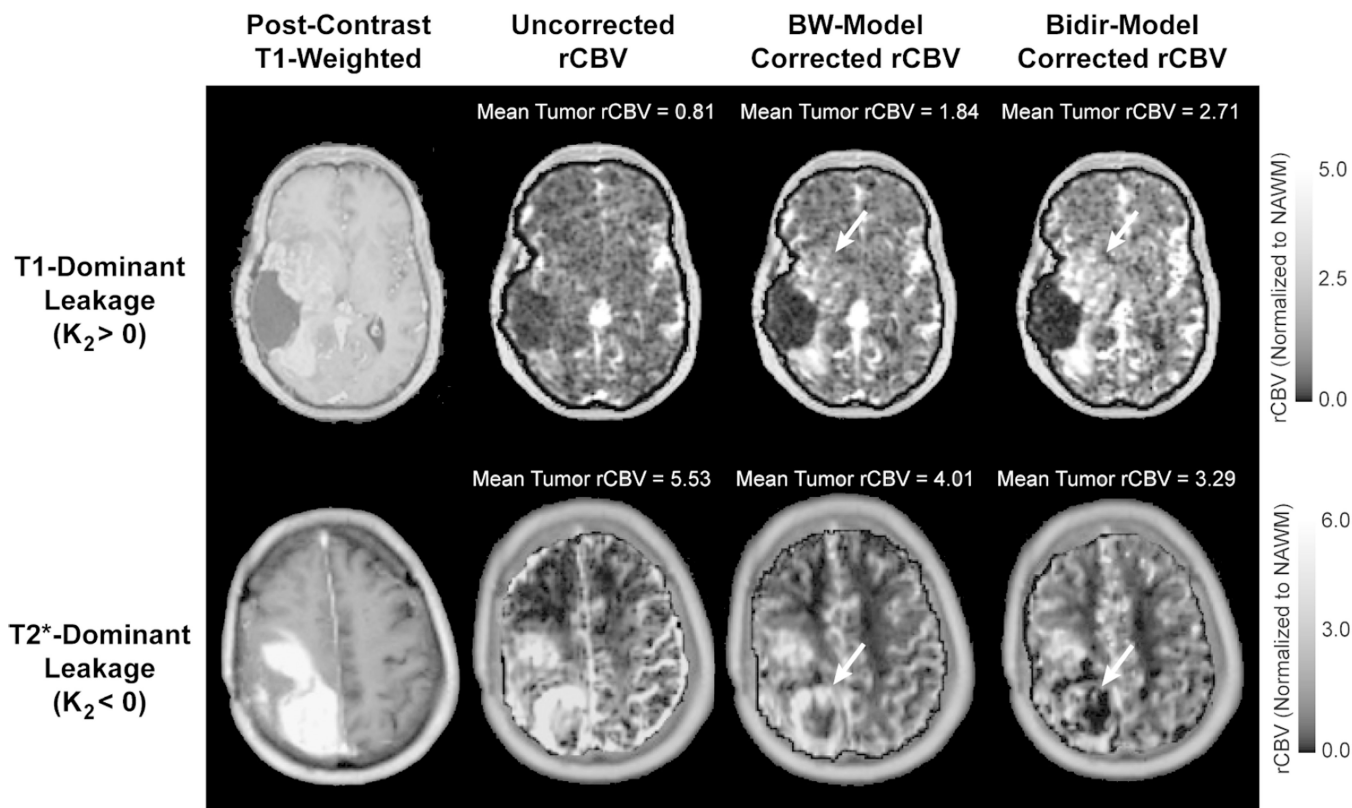 Post-Contrast
T1-Weighted
Uncorrected
rCBV
BW-Model
Corrected rCBV
Bidir-Model
Corrected rCBV
T1-Dominant
Leakage
(K₂ > 0)
Mean Tumor rCBV = 0.81
Mean Tumor rCBV = 1.84
Mean Tumor rCBV = 2.71
rCBV (Normalized to NAWM)
5.0
2.5
0.0
T2*-Dominant
Leakage
(K₂ < 0)
Mean Tumor rCBV = 5.53
Mean Tumor rCBV = 4.01
Mean Tumor rCBV = 3.29
rCBV (Normalized to NAWM)
6.0
3.0
0.0